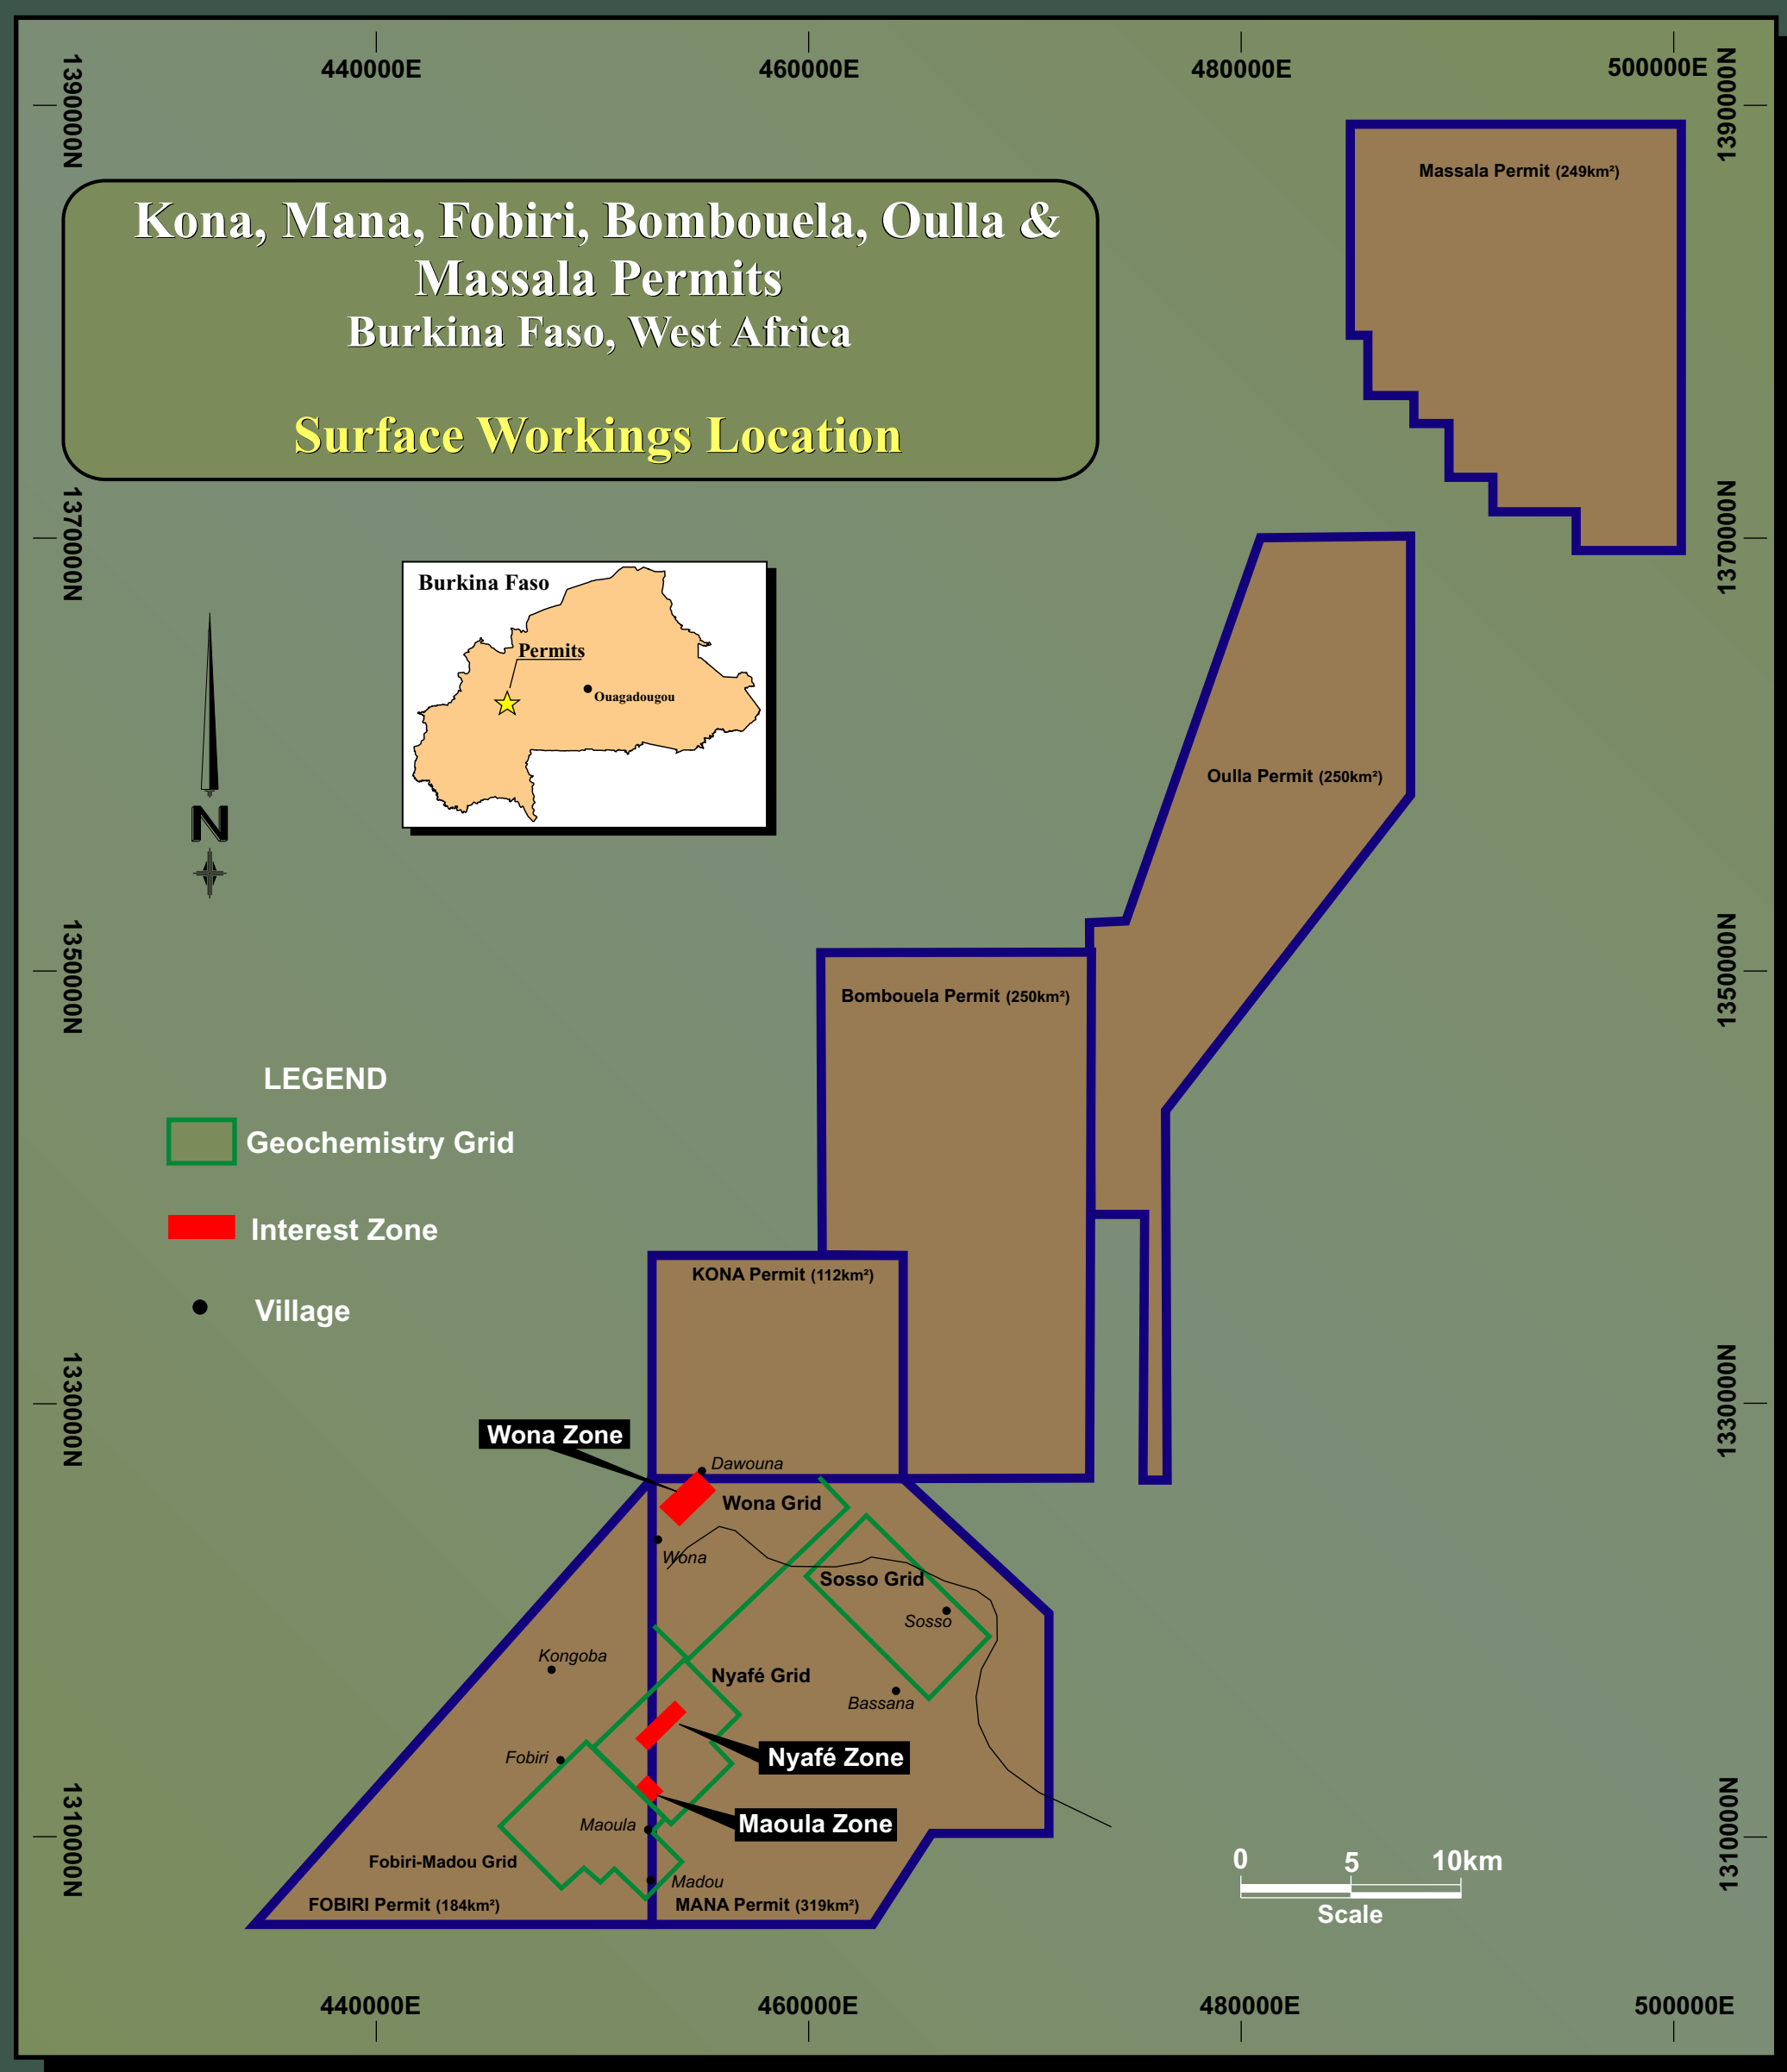 440000E
460000E
480000E
500000E
1390000N
1390000N
Massala Permit (249km²)
Kona, Mana, Fobiri, Bombouela, Oulla &
Massala Permits
Burkina Faso, West Africa
Surface Workings Location
1370000N
1370000N
Burkina Faso
Permits
Ouagadougou
Oulla Permit (250km²)
N
1350000N
1350000N
Bombouela Permit (250km²)
LEGEND
Geochemistry Grid
Interest Zone
Village
KONA Permit (112km²)
1330000N
1330000N
Wona Zone
Dawouna
Wona Grid
Wona
Sosso Grid
Sosso
Kongoba
Nyafé Grid
Bassana
Fobiri
Nyafé Zone
Maoula
Maoula Zone
1310000N
1310000N
Fobiri-Madou Grid
Madou
FOBIRI Permit (184km²)
MANA Permit (319km²)
0
5
10km
Scale
440000E
460000E
480000E
500000E